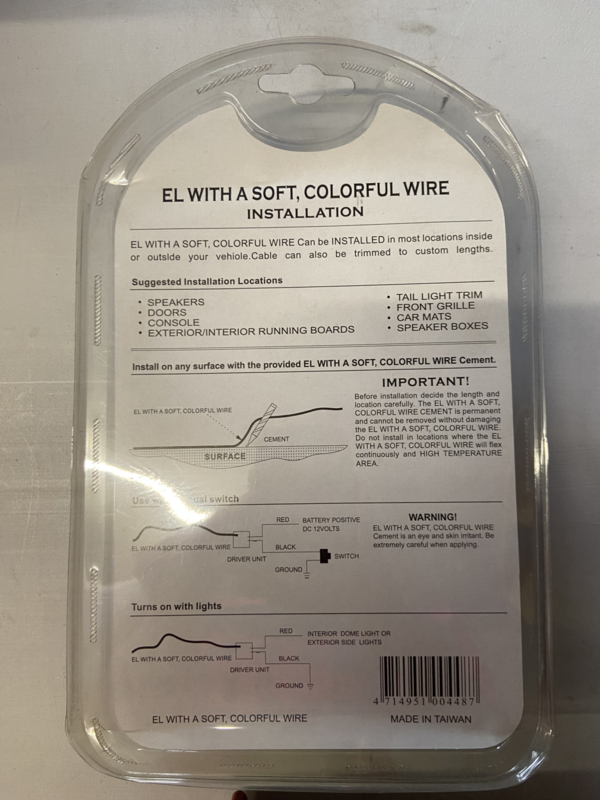 EL WITH A SOFT, COLORFUL WIRE
INSTALLATION
EL WITH A SOFT, COLORFUL WIRE Can be INSTALLED in most locations inside
or outside your vehicle.Cable can also be trimmed to custom lengths.
Suggested Installation Locations
• SPEAKERS
• DOORS
• CONSOLE
• EXTERIOR/INTERIOR RUNNING BOARDS
• TAIL LIGHT TRIM
• FRONT GRILLE
• CAR MATS
• SPEAKER BOXES
Install on any surface with the provided EL WITH A SOFT, COLORFUL WIRE Cement.
EL WITH A SOFT, COLORFUL WIRE
CEMENT
SURFACE
IMPORTANT!
Before installation decide the length and
location carefully. The EL WITH A SOFT,
COLORFUL WIRE CEMENT is permanent
and cannot be removed without damaging
the EL WITH A SOFT, COLORFUL WIRE.
Do not install in locations where the EL
WITH A SOFT, COLORFUL WIRE will flex
continuously and HIGH TEMPERATURE
AREA.
Use switch
RED
BATTERY POSITIVE
DC 12VOLTS
EL WITH A SOFT, COLORFUL WIRE
DRIVER UNIT
BLACK
SWITCH
GROUND
WARNING!
EL WITH A SOFT, COLORFUL WIRE
Cement is an eye and skin irritant. Be
extremely careful when applying.
Turns on with lights
RED
INTERIOR DOME LIGHT OR
EXTERIOR SIDE LIGHTS
EL WITH A SOFT, COLORFUL WIRE
DRIVER UNIT
BLACK
GROUND
4 714951 004487
EL WITH A SOFT, COLORFUL WIRE
MADE IN TAIWAN